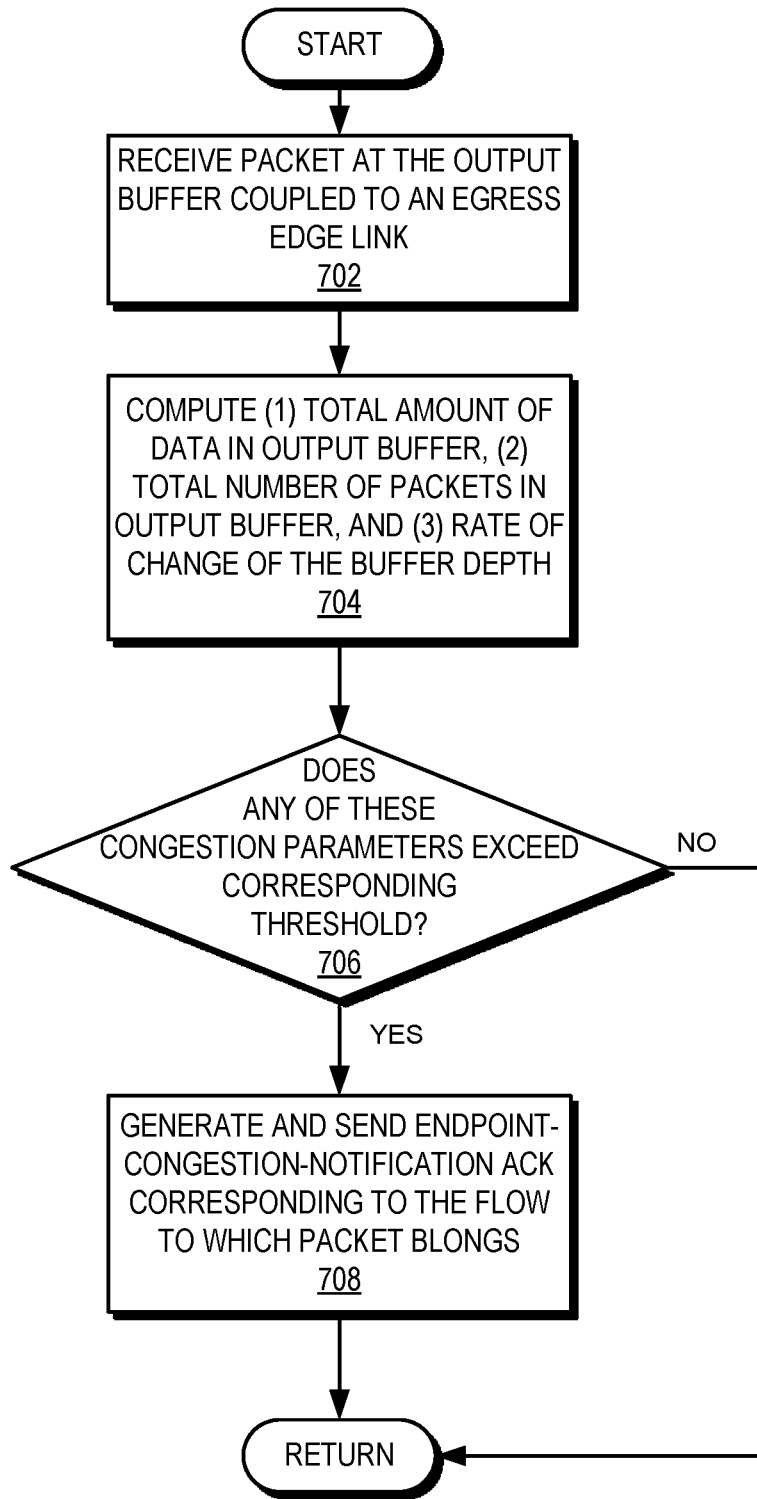 START
RECEIVE PACKET AT THE OUTPUT
BUFFER COUPLED TO AN EGRESS
EDGE LINK
702
COMPUTE (1) TOTAL AMOUNT OF
DATA IN OUTPUT BUFFER, (2)
TOTAL NUMBER OF PACKETS IN
OUTPUT BUFFER, AND (3) RATE OF
CHANGE OF THE BUFFER DEPTH
704
DOES
ANY OF THESE
CONGESTION PARAMETERS EXCEED
CORRESPONDING
THRESHOLD?
706
NO
YES
GENERATE AND SEND ENDPOINT-
CONGESTION-NOTIFICATION ACK
CORRESPONDING TO THE FLOW
TO WHICH PACKET BLONGS
708
RETURN